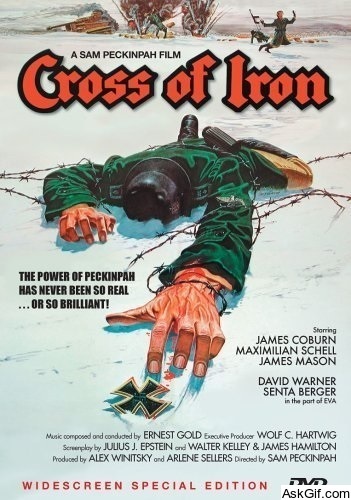 A SAM PECKINPAH FILM
Cross of Iron
THE POWER OF PECKINPAH
HAS NEVER BEEN SO REAL
...OR SO BRILLIANT!
Starring
JAMES COBURN
MAXIMILIAN SCHELL
JAMES MASON
DAVID WARNER
SENTA BERGER
in the part of EVA
Music composed and conducted by ERNEST GOLD Executive Producer WOLF C. HARTWIG
Screenplay by JULIUS J. EPSTEIN and WALTER KELLEY & JAMES HAMILTON
Produced by ALEX WINITSKY and ARLENE SELLERS Directed by SAM PECKINPAH
WIDESCREEN SPECIAL EDITION DVD
AskGif.com